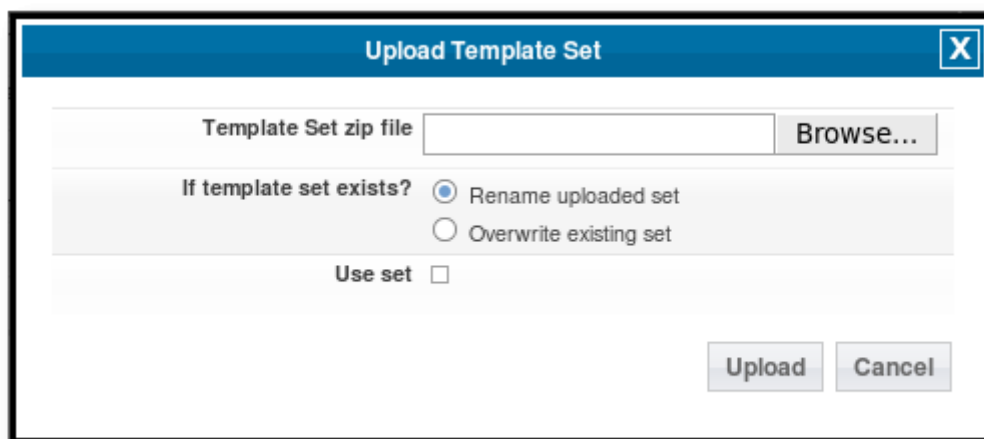 Upload Template Set X
Template Set zip file Browse...
If template set exists? Rename uploaded set
Overwrite existing set
Use set
Upload Cancel